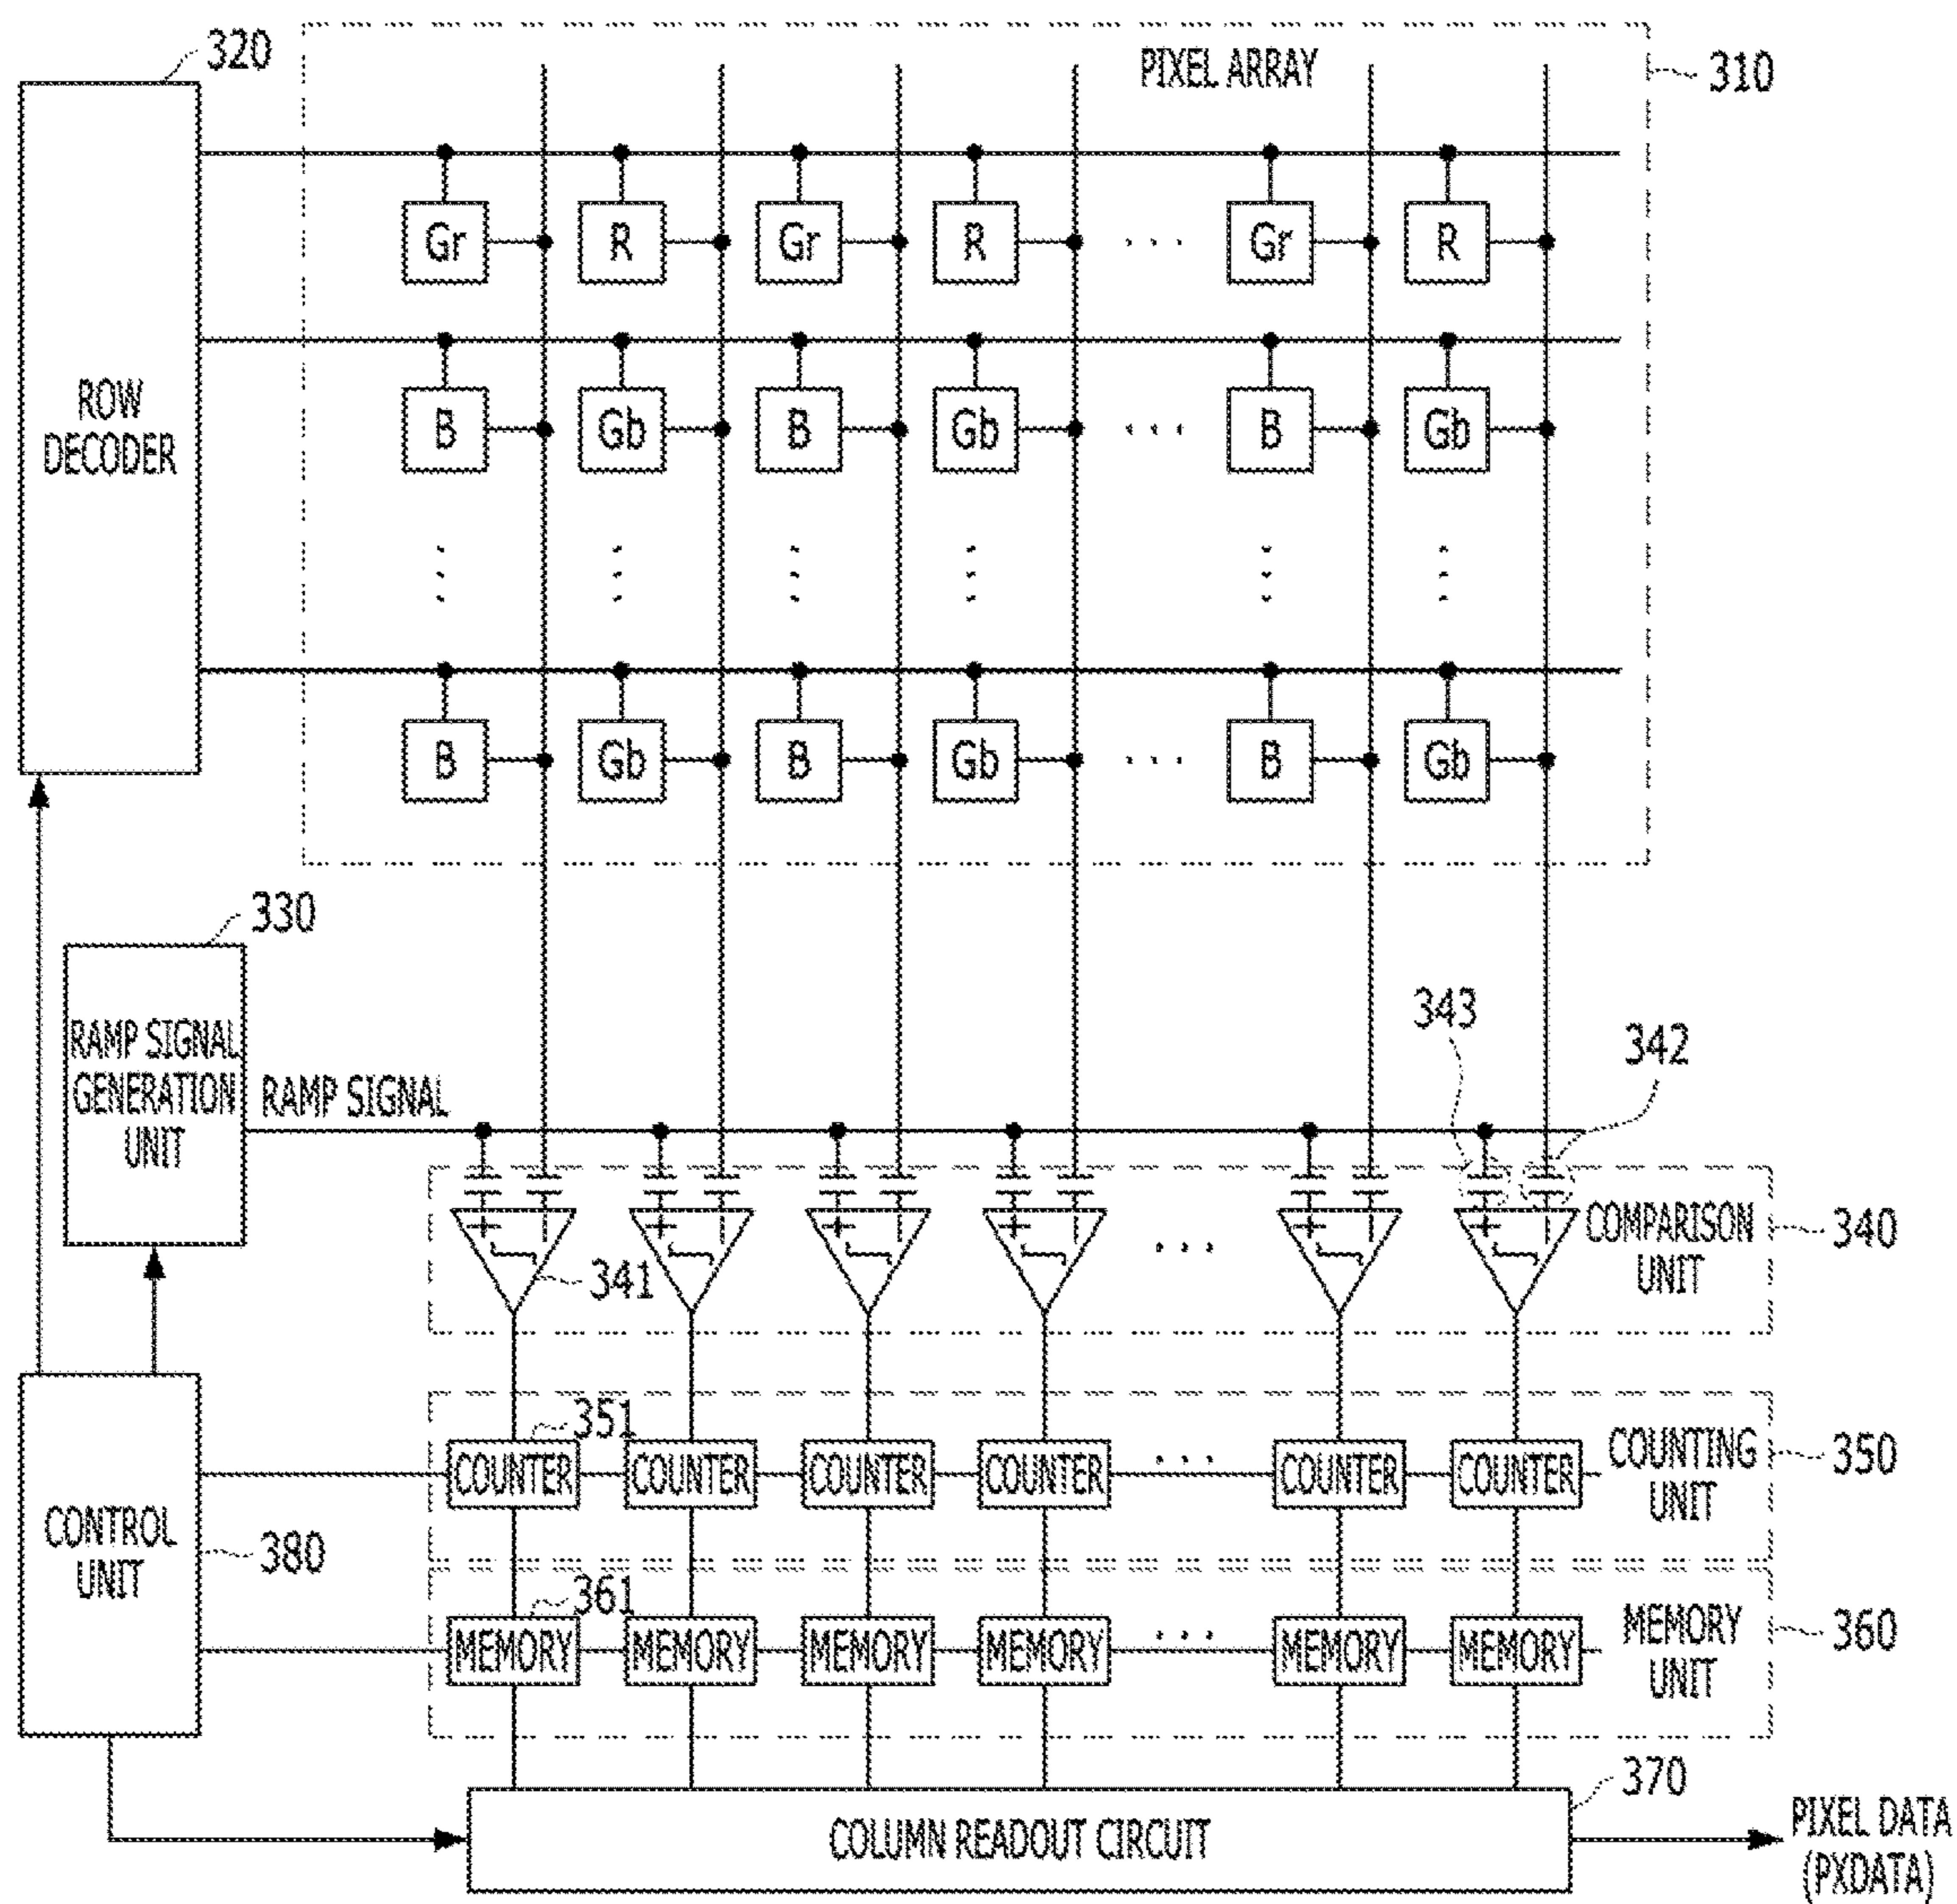 320
PIXEL ARRAY
310
Gr R Gr R ... Gr R
ROW
DECODER
B Gb B Gb ... B Gb
B Gb B Gb ... B Gb
330
RAMP SIGNAL
GENERATION
UNIT
RAMP SIGNAL
343
342
+ - + - + - + - ... + - + -
341
COMPARISON
UNIT
340
351
COUNTER COUNTER COUNTER COUNTER ... COUNTER COUNTER
COUNTING
UNIT
350
CONTROL
UNIT
380
361
MEMORY MEMORY MEMORY MEMORY ... MEMORY MEMORY
MEMORY
UNIT
360
370
COLUMN READOUT CIRCUIT
PIXEL DATA
(PXDATA)